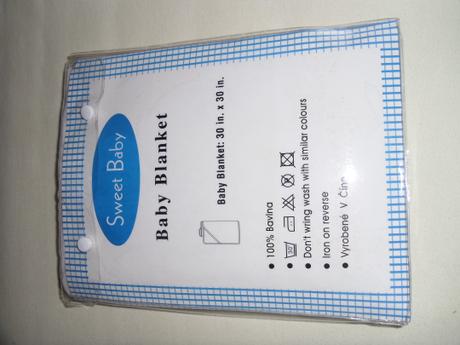 Sweet Baby
Baby Blanket
Baby Blanket: 30 in. x 30 in.
● 100% Bavlna
●
● Don't wring wash with similar colours
● Iron on reverse
● Vyrobené V Číne